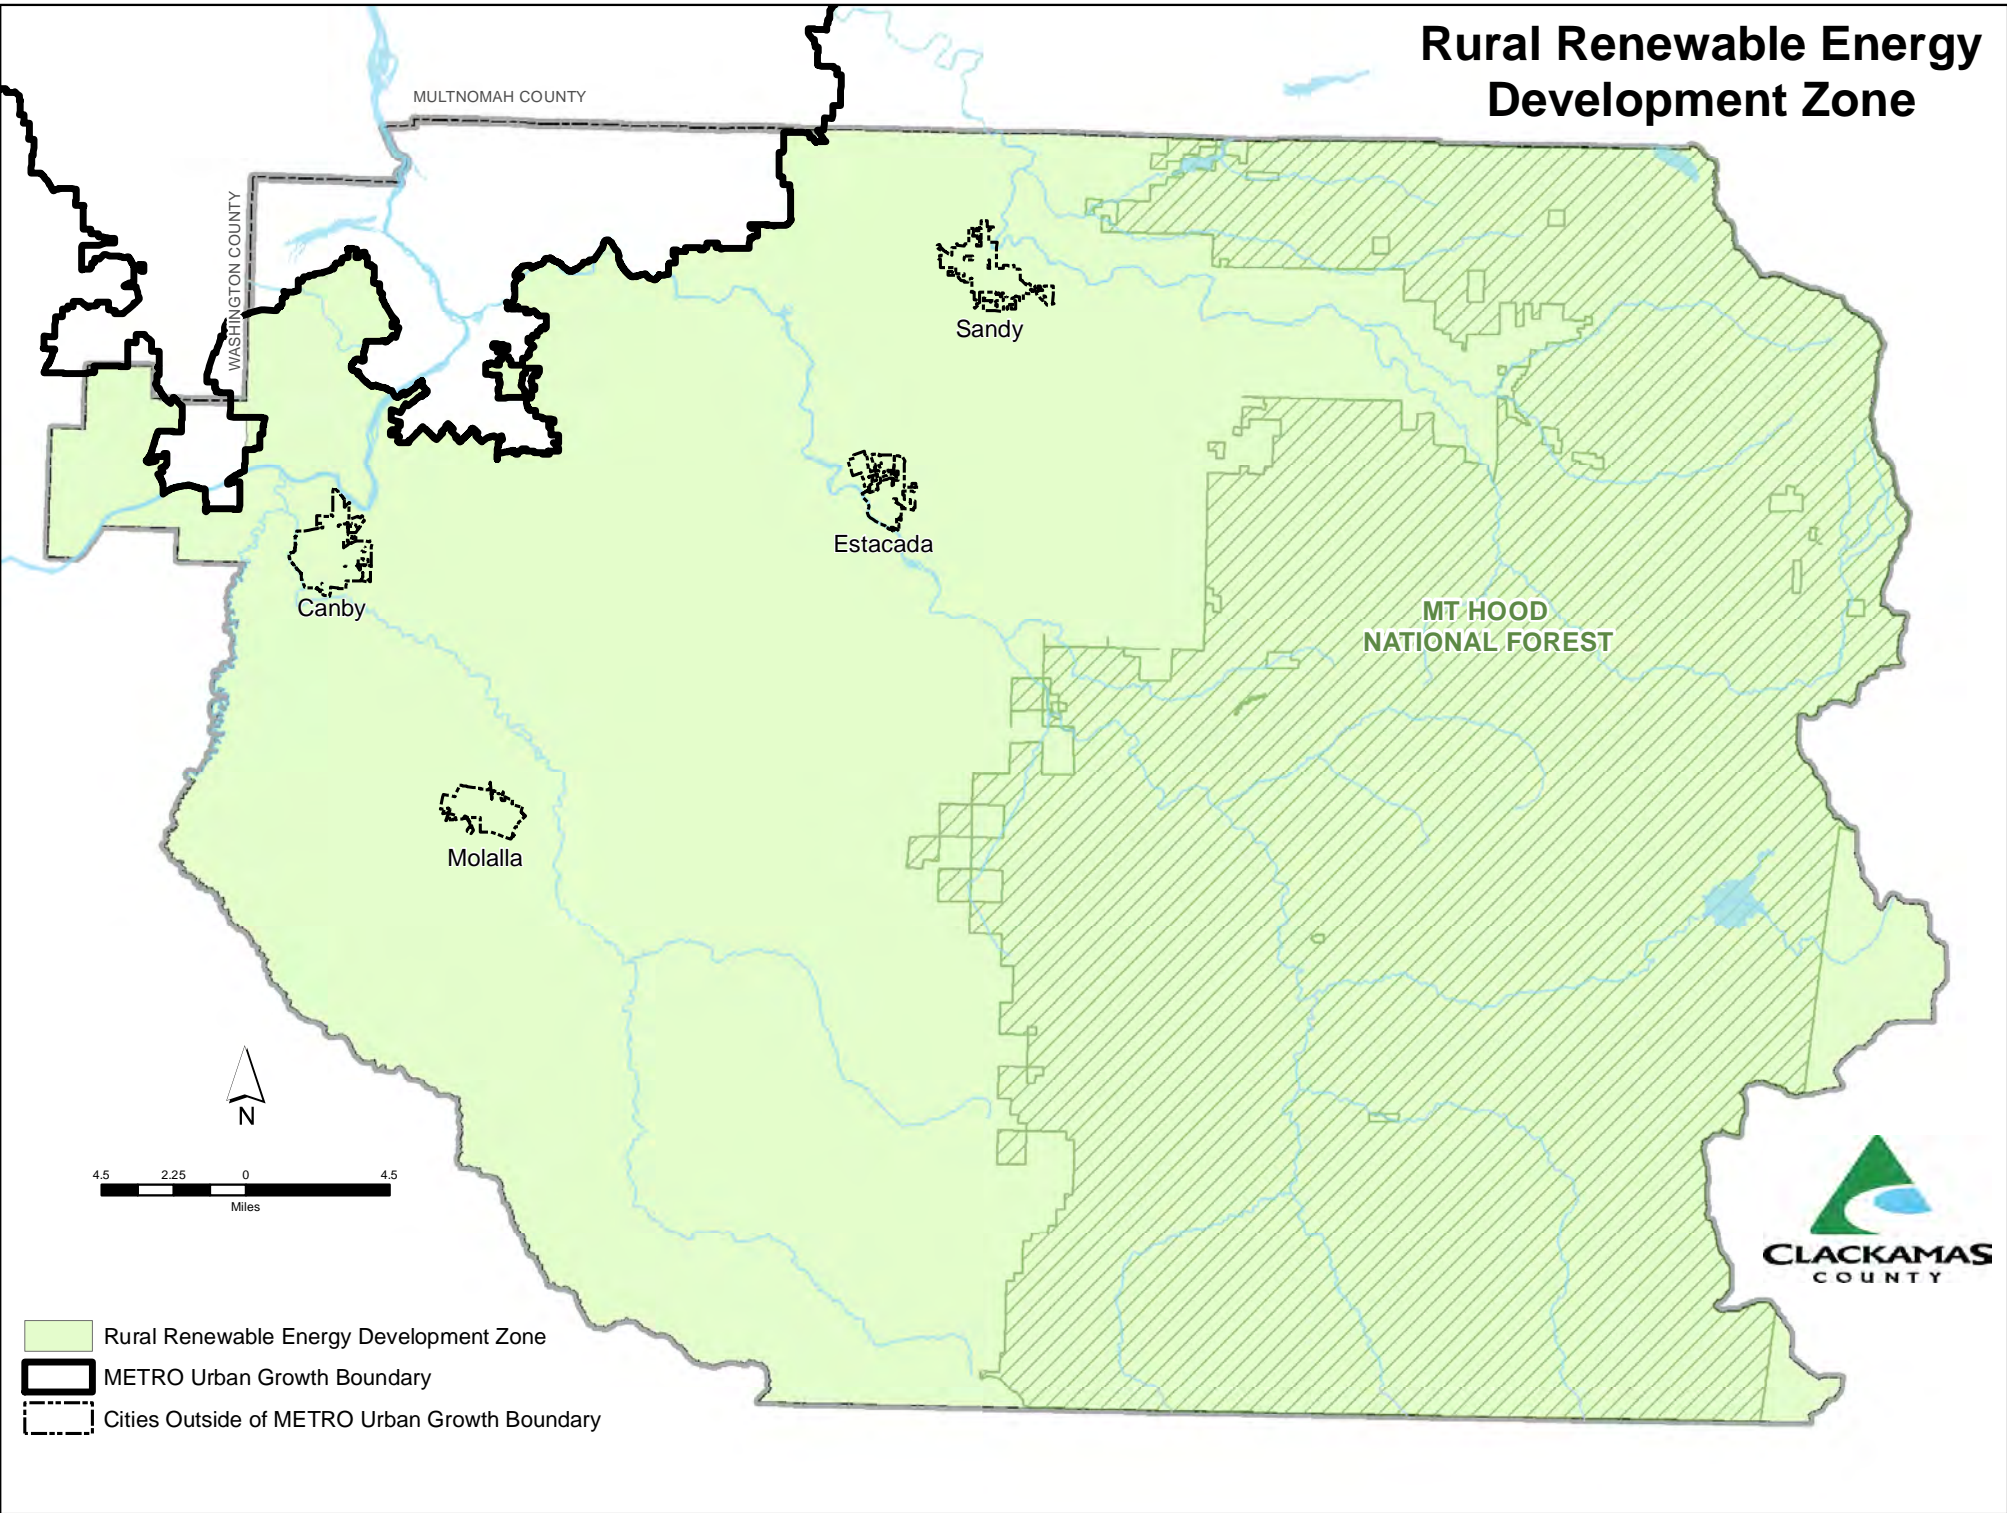 Rural Renewable Energy
Development Zone
MULTNOMAH COUNTY
WASHINGTON COUNTY
Sandy
Estacada
Canby
MT HOOD
NATIONAL FOREST
Molalla
N
4.5 2.25 0 4.5
Miles
CLACKAMAS
COUNTY
Rural Renewable Energy Development Zone
METRO Urban Growth Boundary
Cities Outside of METRO Urban Growth Boundary